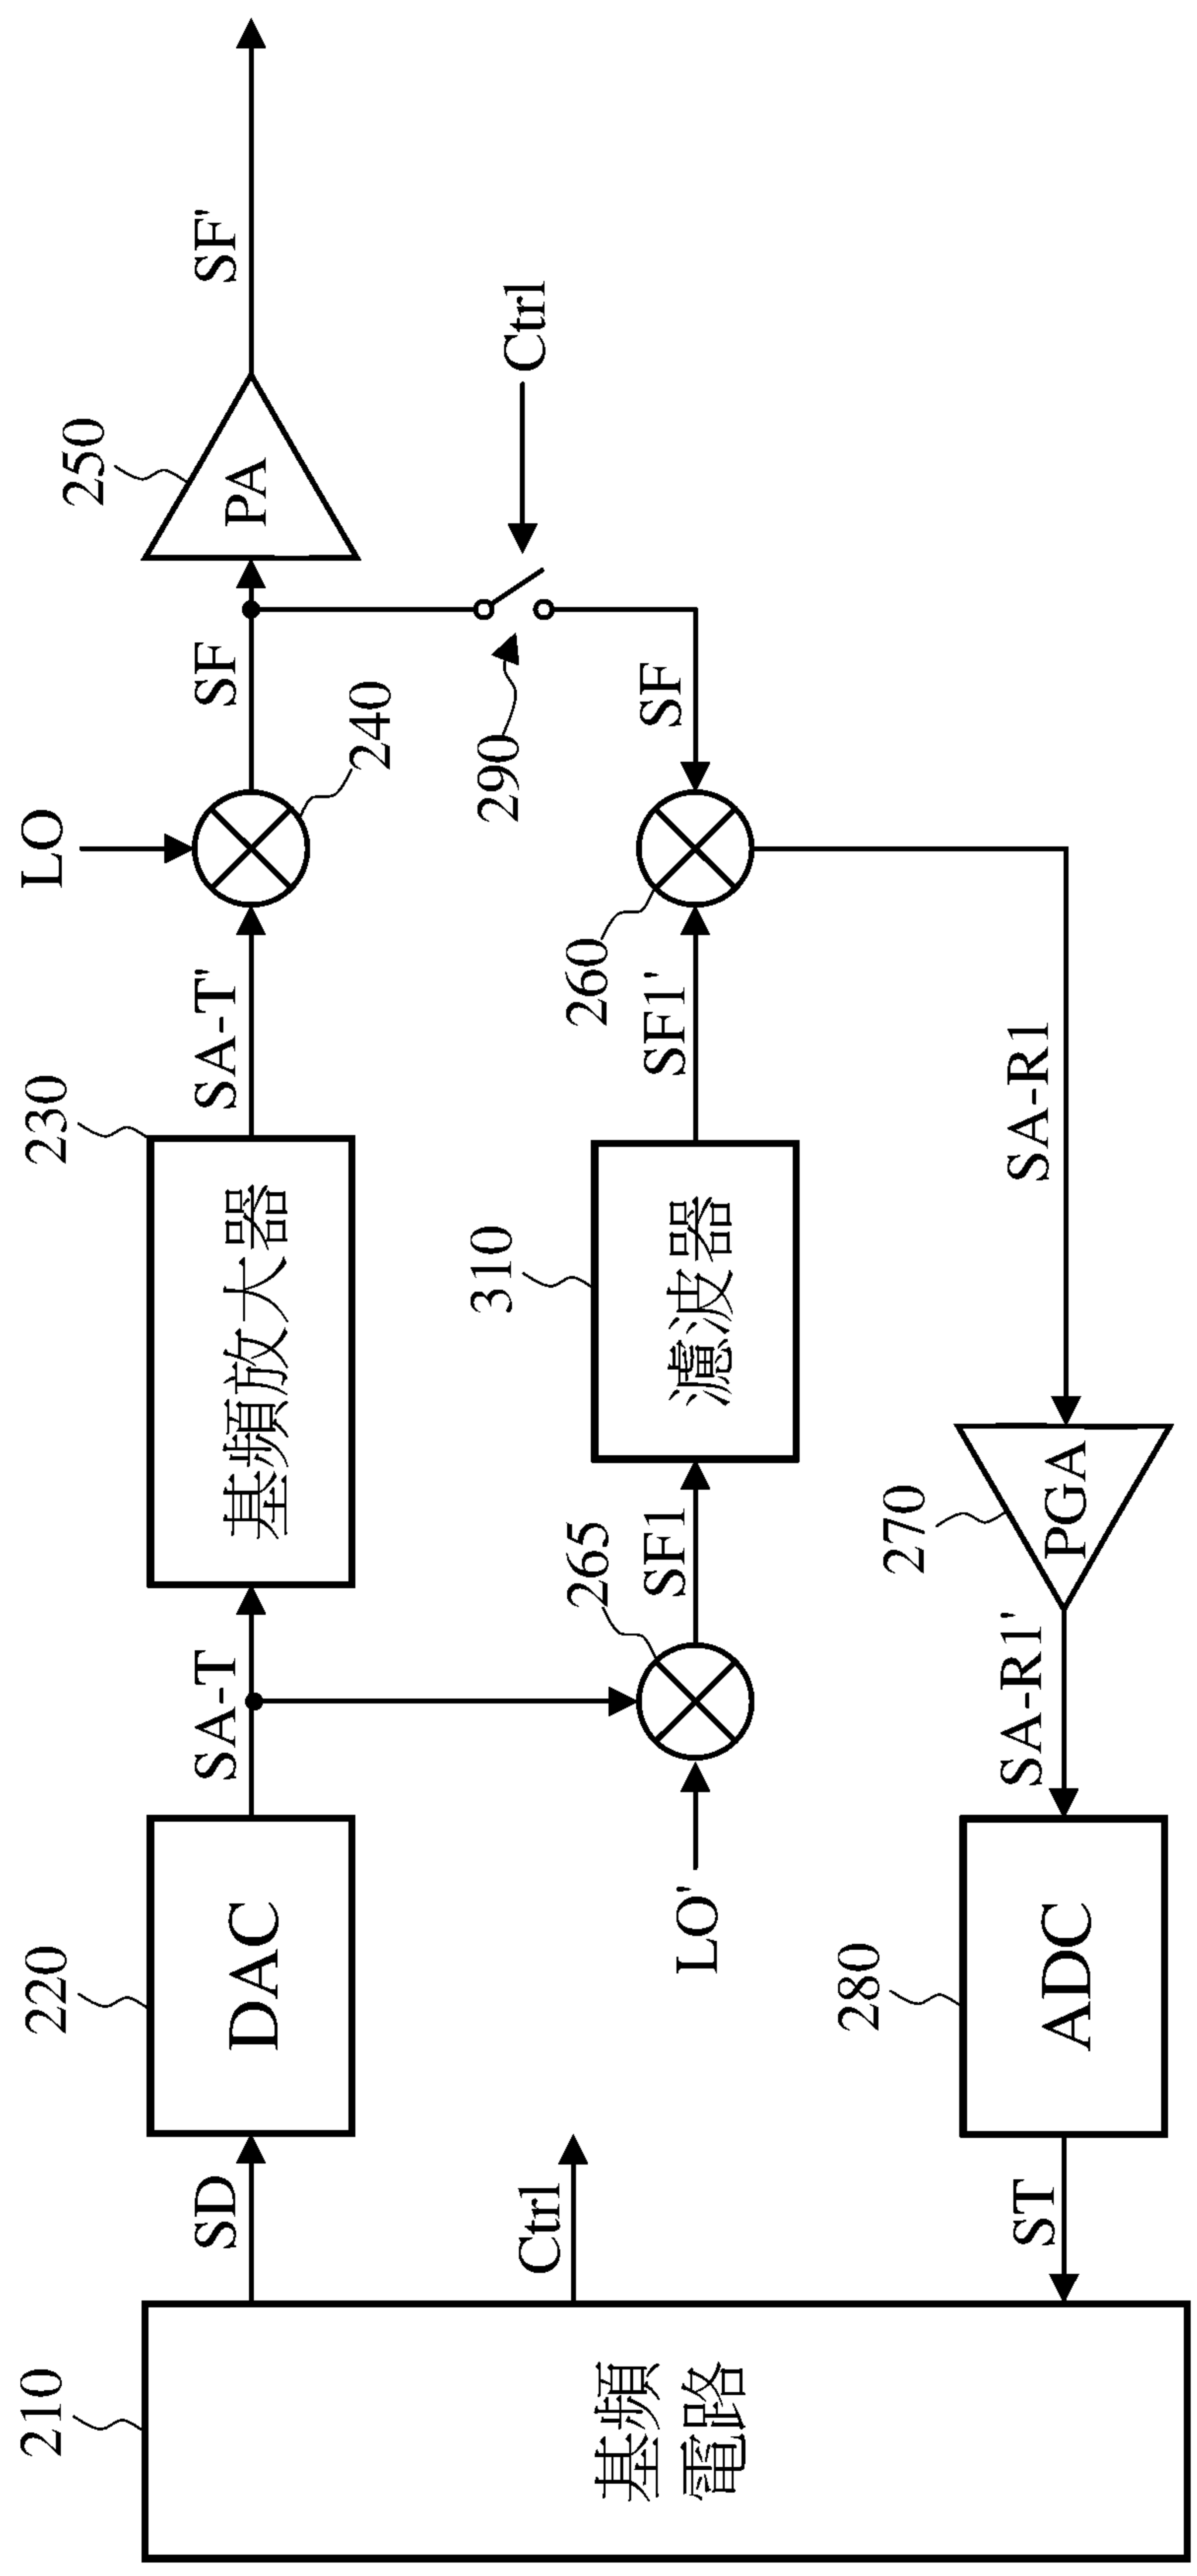 210
基頻
電路
SD
220
DAC
SA-T
230
基頻放大器
SA-T'
LO
240
SF
250
PA
SF'
Ctrl
LO'
265
SF1
310
濾波器
SF1'
260
SF
290
Ctrl
ST
280
ADC
SA-R1'
270
PGA
SA-R1